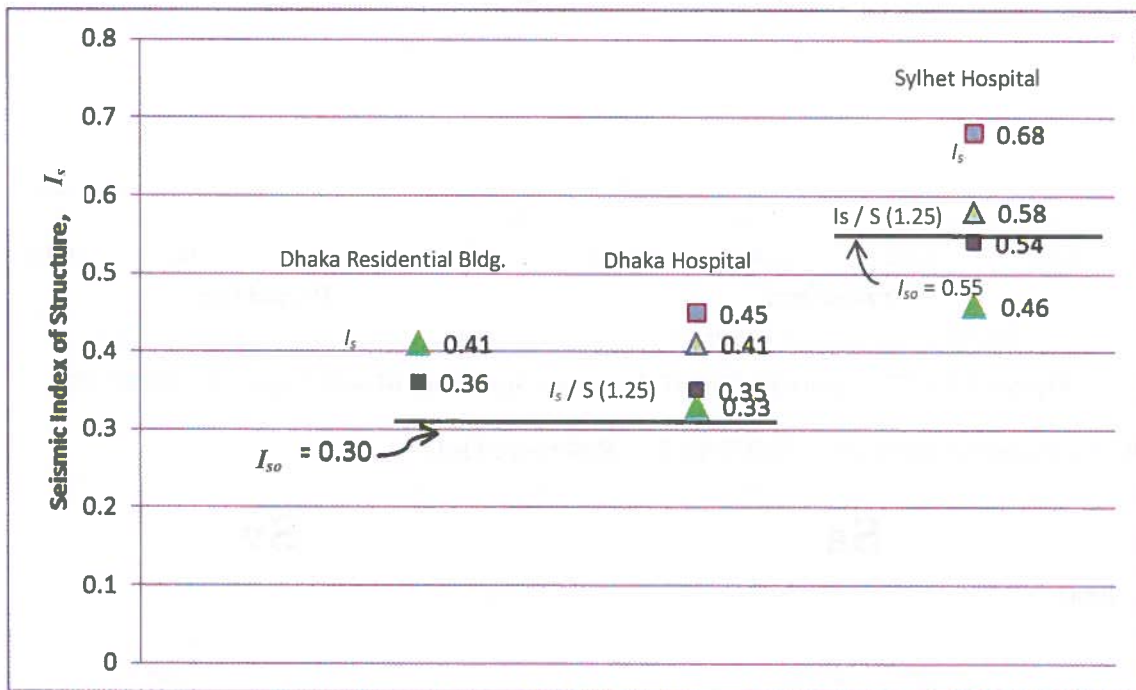 Seismic Index of Structure, Is
0.8
0.7
0.6
0.5
0.4
0.3
0.2
0.1
0
Dhaka Residential Bldg.
Is
0.41
0.36
Iso = 0.30
Dhaka Hospital
0.45
0.41
Is / S (1.25)
0.35
0.33
Sylhet Hospital
0.68
Is
0.58
Is / S (1.25)
0.54
Iso = 0.55
0.46